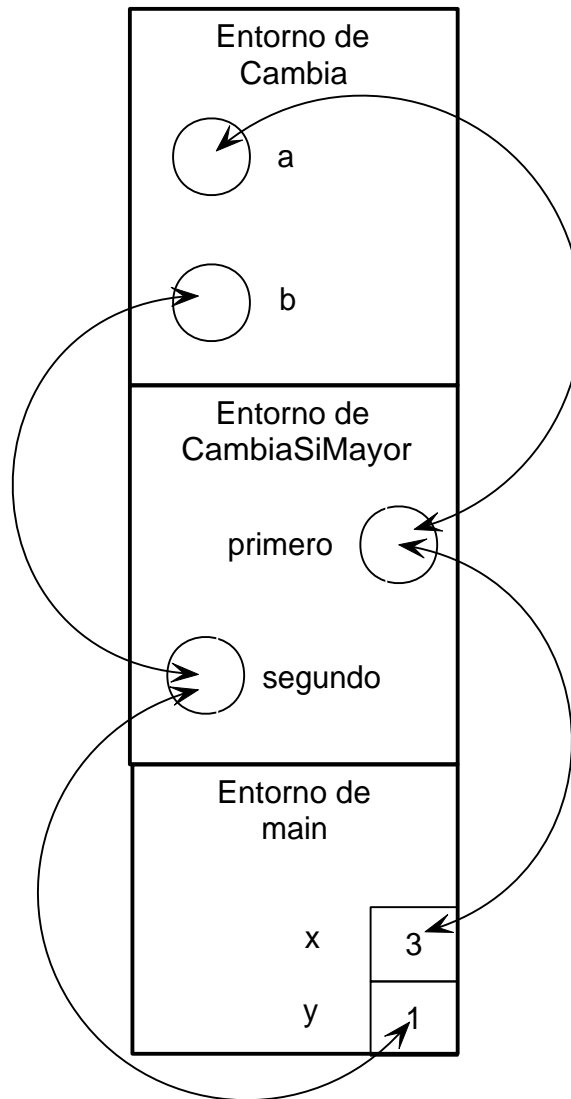 Entorno de
Cambia
a
b
Entorno de
CambiaSiMayor
primero
segundo
Entorno de
main
x 3
y 1